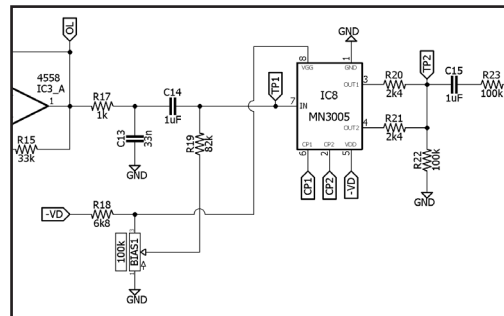 OL
4558
IC3_A
1
R15
33k
R17
1k
C13
33n
GND
C14
1uF
R19
82k
TP1
-VD
R18
6k8
100k
BIAS1
GND
GND
8
1
VGG
GND
7
IN
IC8
MN3005
OUT1
3
OUT2
4
CP1
CP2
VDD
6
2
5
CP1
CP2
-VD
R20
2k4
R21
2k4
TP2
C15
1uF
R23
100k
R22
100k
GND